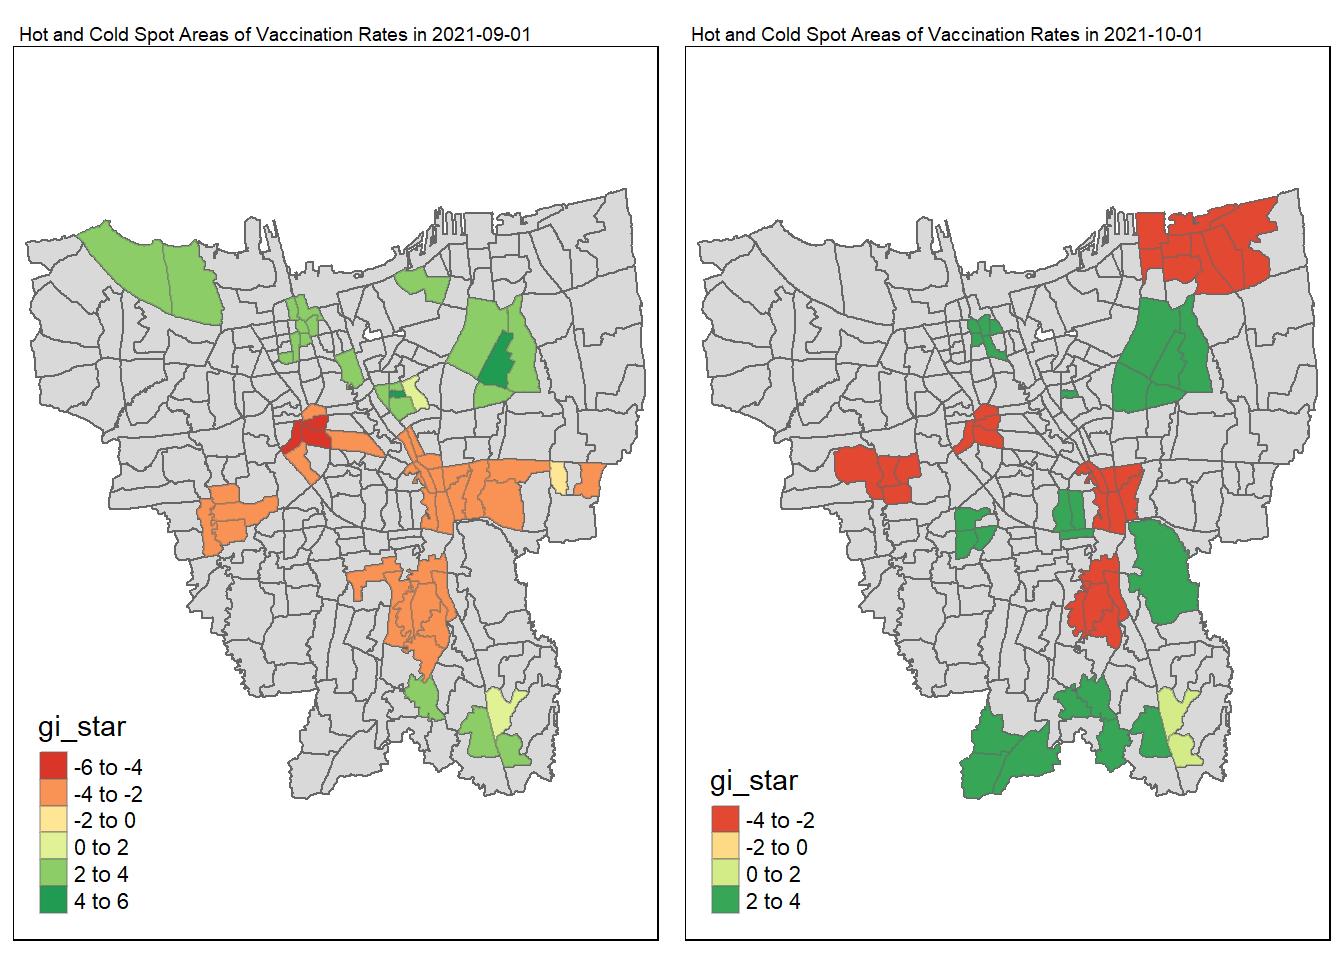 Hot and Cold Spot Areas of Vaccination Rates in 2021-09-01
gi_star
-6 to -4
-4 to -2
-2 to 0
0 to 2
2 to 4
4 to 6
Hot and Cold Spot Areas of Vaccination Rates in 2021-10-01
gi_star
-4 to -2
-2 to 0
0 to 2
2 to 4